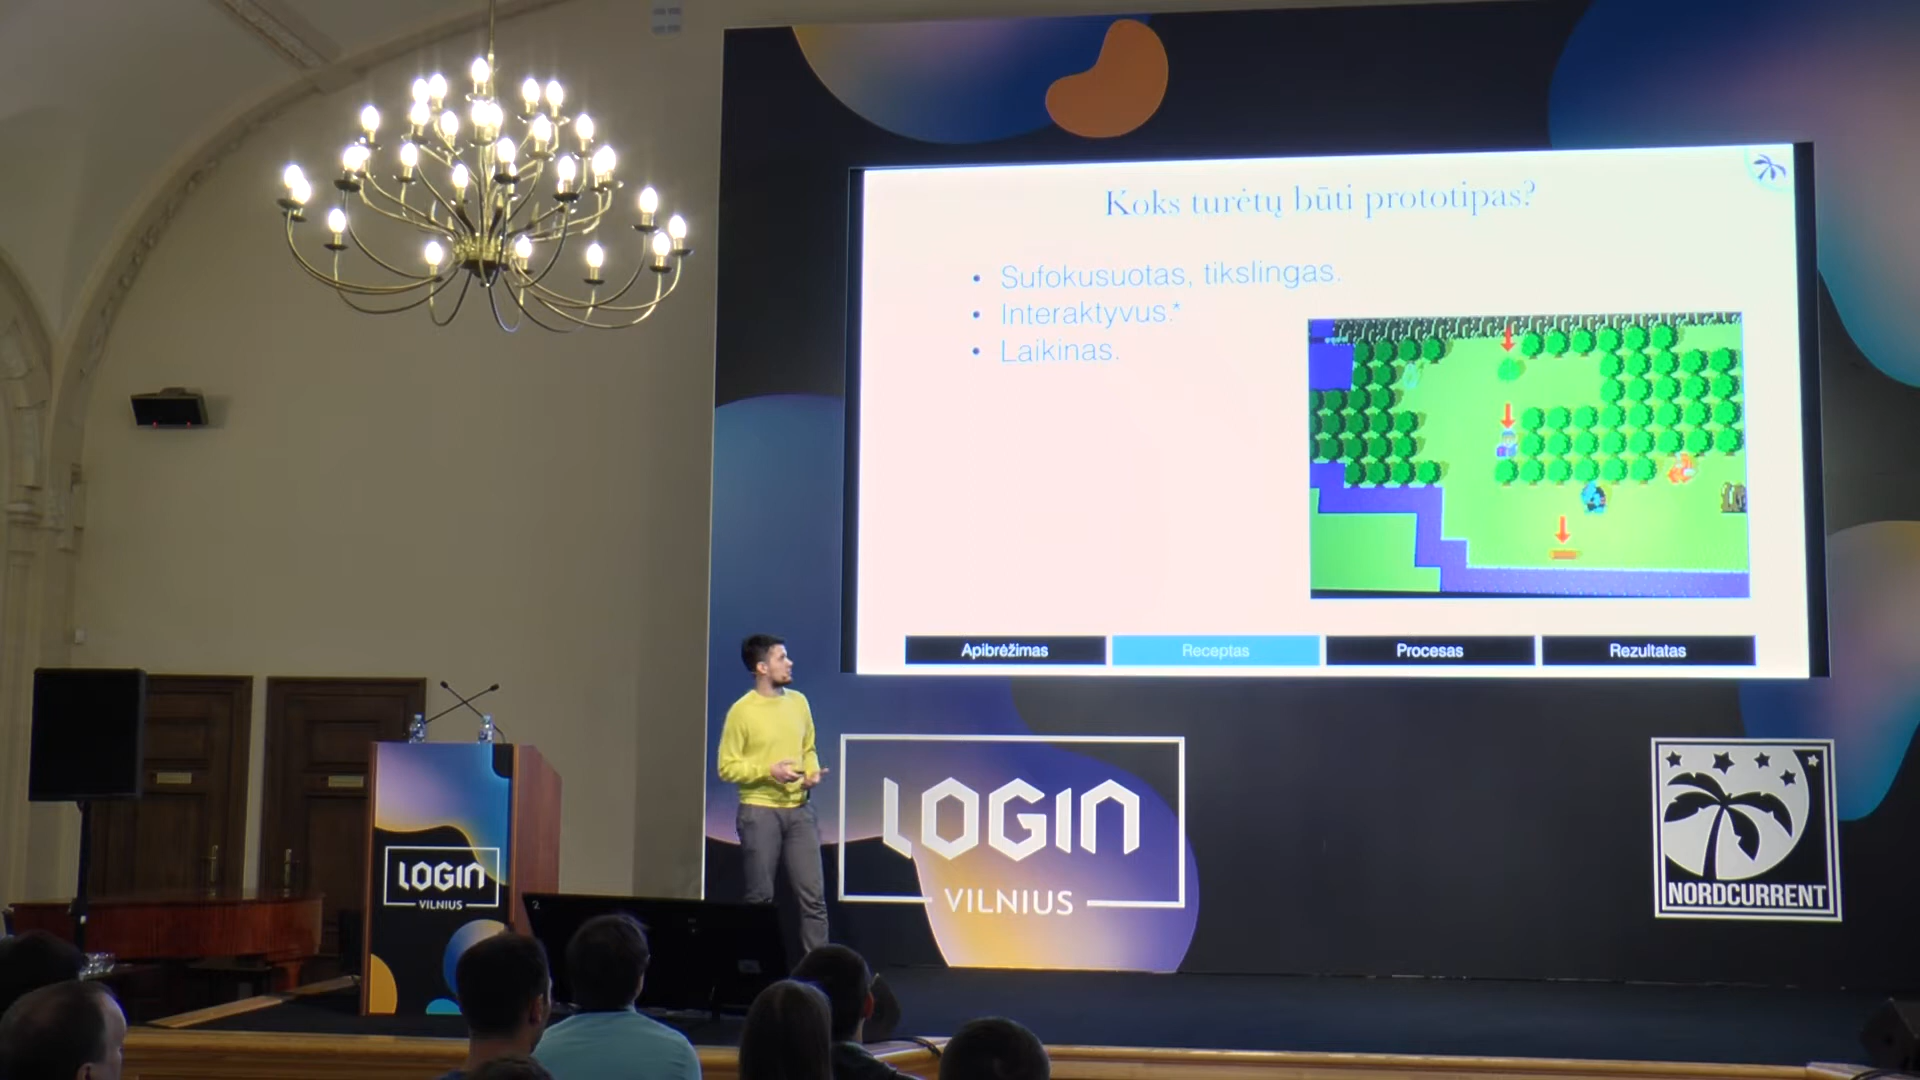 Koks turėtų būti prototipas?
• Sufokusuotas, tikslingas.
• Interaktyvus.*
• Laikinas.
Apibrėžimas
Receptas
Procesas
Rezultatas
LOGIN
VILNIUS
NORDCURRENT
LOGIN
VILNIUS